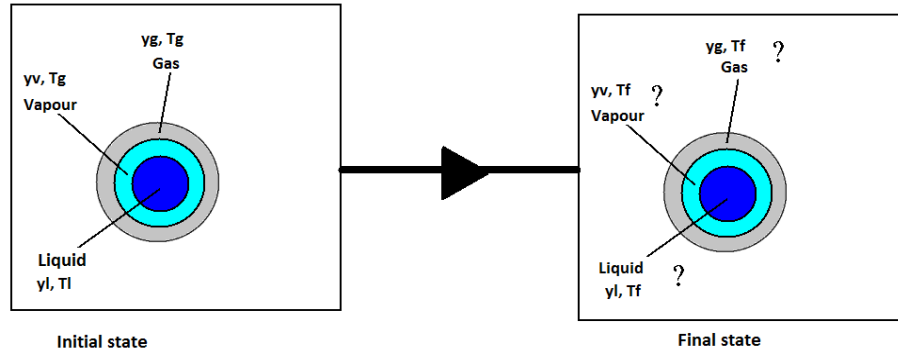 yg, Tg
Gas
yv, Tg
Vapour
Liquid
yl, Tl
Initial state
yg, Tf ?
Gas
yv, Tf ?
Vapour
Liquid
yl, Tf ?
Final state